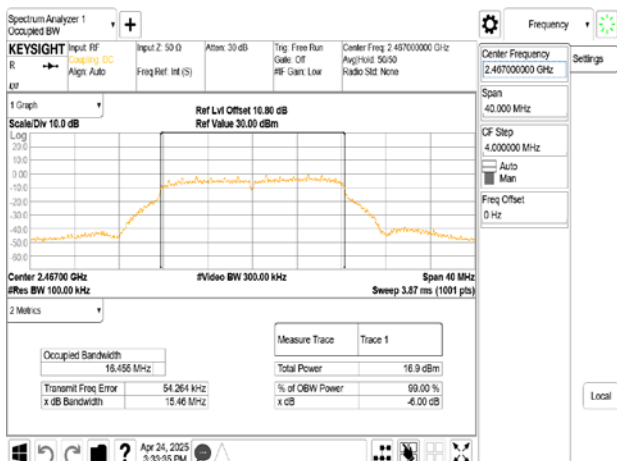 Spectrum Analyzer 1
Occupied BW
+
Frequency
KEYSIGHT Input: RF Input Z: 50 Ω Atten: 30 dB Trig: Free Run Center Freq: 2.467000000 GHz
R Coupling: DC Gate: Off Avg|Hold: 50/50
Align: Auto Freq Ref: Int (S) #IF Gain: Low Radio Std: None
Center Frequency
2.467000000 GHz
Settings
Span
40.000 MHz
CF Step
4.000000 MHz
Auto
Man
Freq Offset
0 Hz
Local
1 Graph
Ref Lvl Offset 10.80 dB
Scale/Div 10.0 dB Ref Value 30.00 dBm
Log
20.0
10.0
0.00
-10.0
-20.0
-30.0
-40.0
-50.0
-60.0
Center 2.46700 GHz #Video BW 300.00 kHz Span 40 MHz
#Res BW 100.00 kHz Sweep 3.87 ms (1001 pts)
2 Metrics
Measure Trace Trace 1
Occupied Bandwidth
16.455 MHz
Total Power 16.9 dBm
Transmit Freq Error 54.264 kHz % of OBW Power 99.00 %
x dB Bandwidth 15.46 MHz x dB -6.00 dB
?
Apr 24, 2025
3:33:35 PM